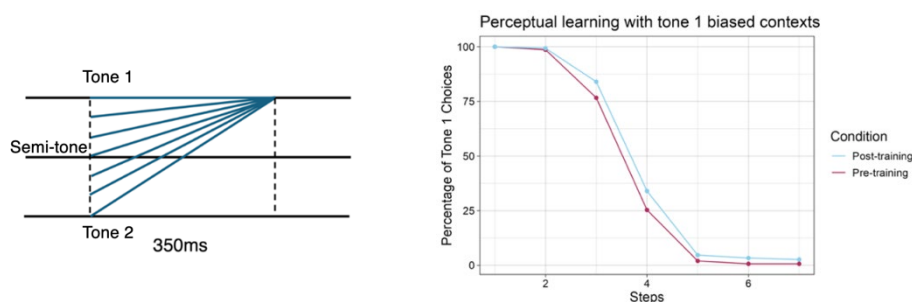 Tone 1
Semi-tone
Tone 2
350ms
Perceptual learning with tone 1 biased contexts
Percentage of Tone 1 Choices
100
75
50
25
0
2
4
6
Steps
Condition
Post-training
Pre-training